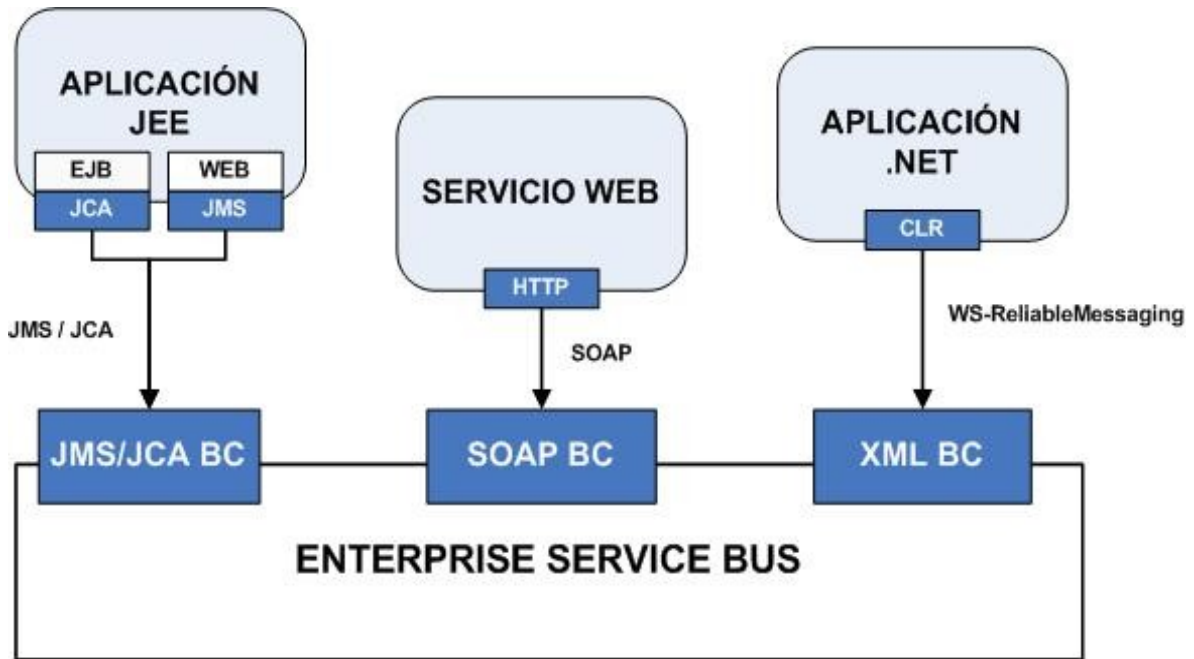 APLICACIÓN
JEE
EJB
WEB
JCA
JMS
JMS / JCA
SERVICIO WEB
HTTP
SOAP
APLICACIÓN
.NET
CLR
WS-ReliableMessaging
JMS/JCA BC
SOAP BC
XML BC
ENTERPRISE SERVICE BUS